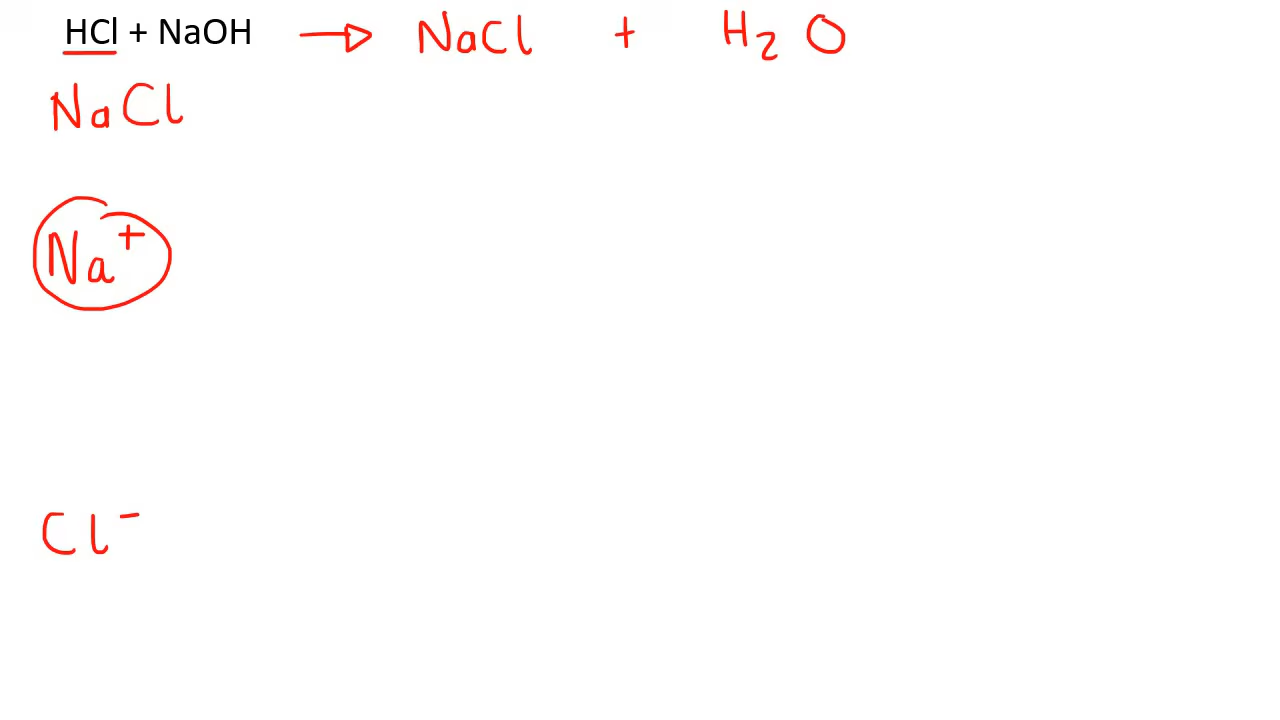 HCl + NaOH → NaCl + H₂O
NaCl
Na⁺
Cl⁻